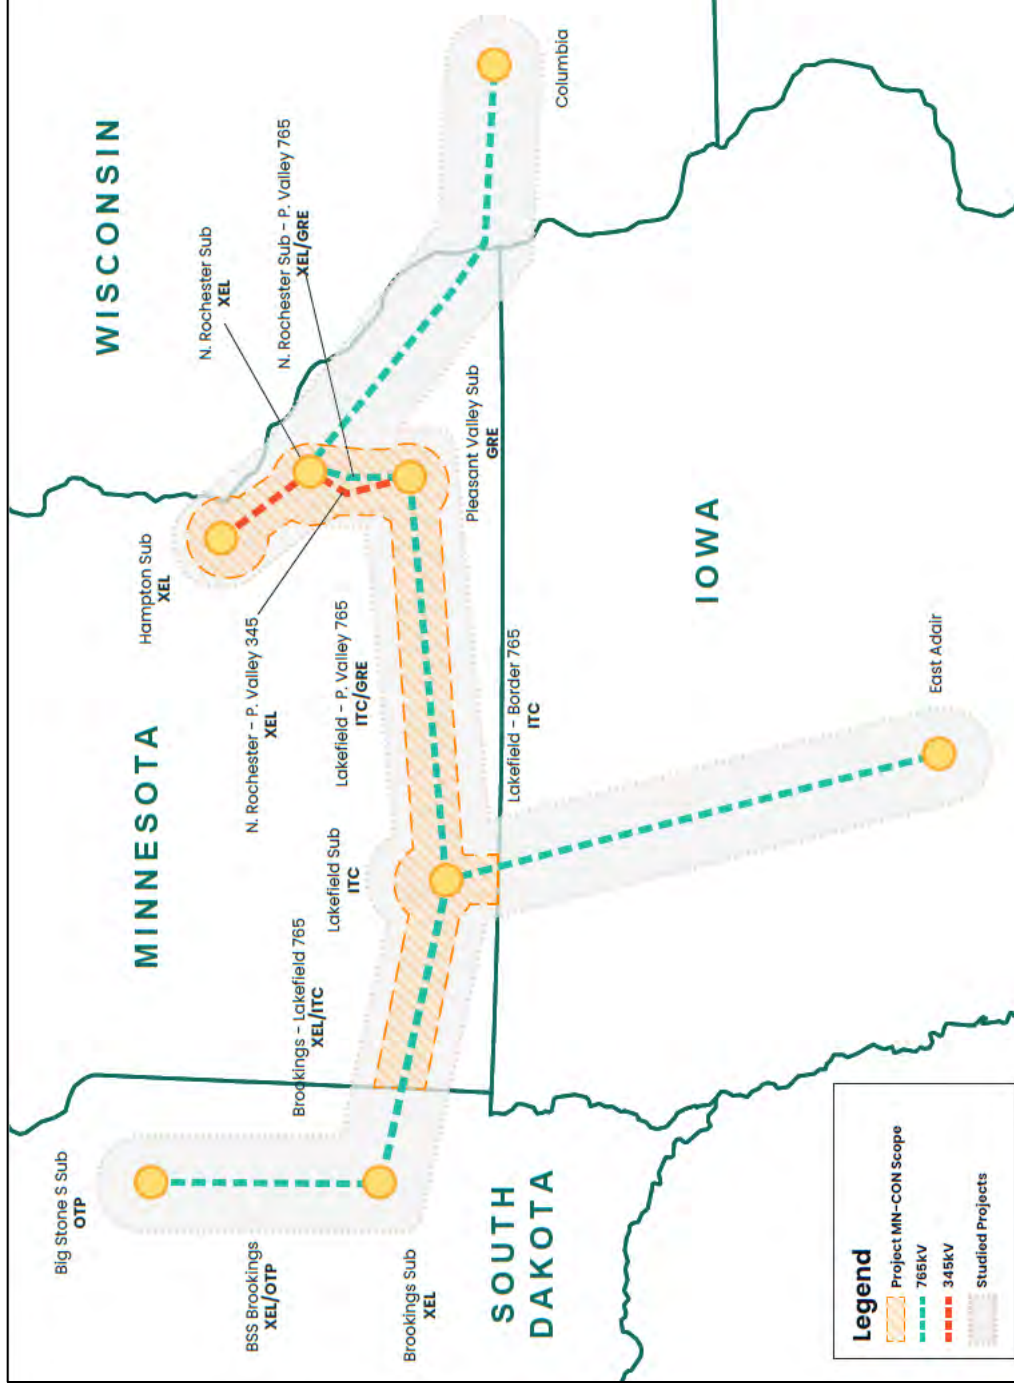 MINNESOTA
WISCONSIN
Big Stone S Sub
OTP
BSS Brookings
XEL/OTP
Brookings Sub
XEL
SOUTH
DAKOTA
Brookings - Lakefield 765
XEL/ITC
Lakefield Sub
ITC
Lakefield - P. Valley 765
ITC/GRE
N. Rochester - P. Valley 345
XEL
Hampton Sub
XEL
N. Rochester Sub
XEL
N. Rochester Sub - P. Valley 765
XEL/GRE
Pleasant Valley Sub
GRE
Lakefield - Border 765
ITC
Columbia
IOWA
East Adair
Legend
Project MN-CON Scope
765kV
345kV
Studied Projects